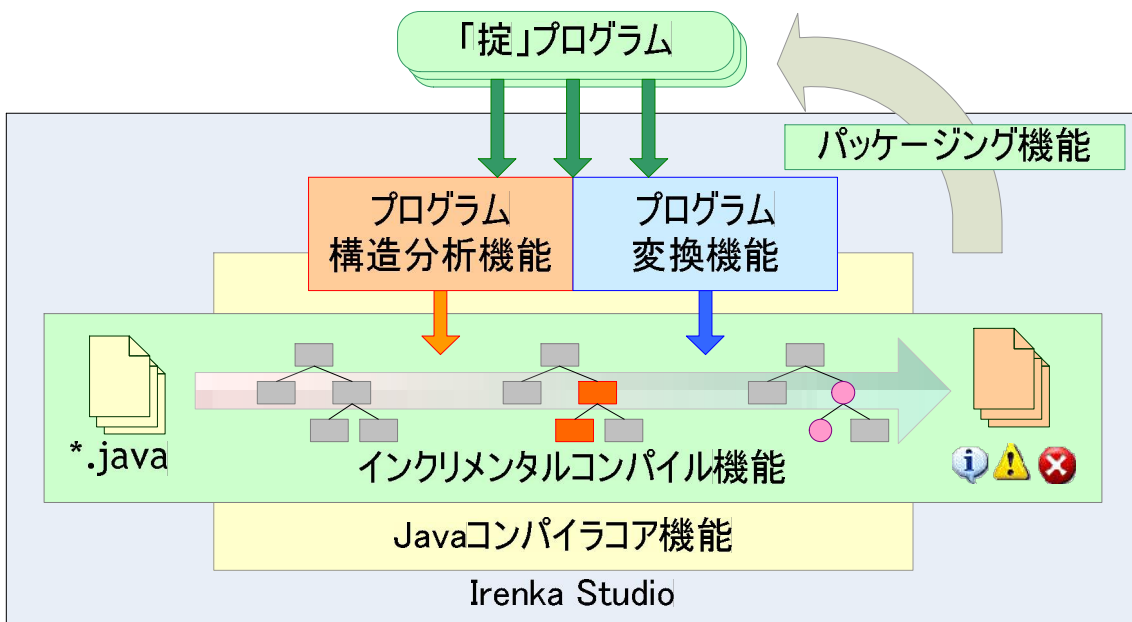 「掟」プログラム
パッケージング機能
プログラム
構造分析機能
プログラム
変換機能
*.java
インクリメンタルコンパイル機能
Javaコンパイラコア機能
Irenka Studio